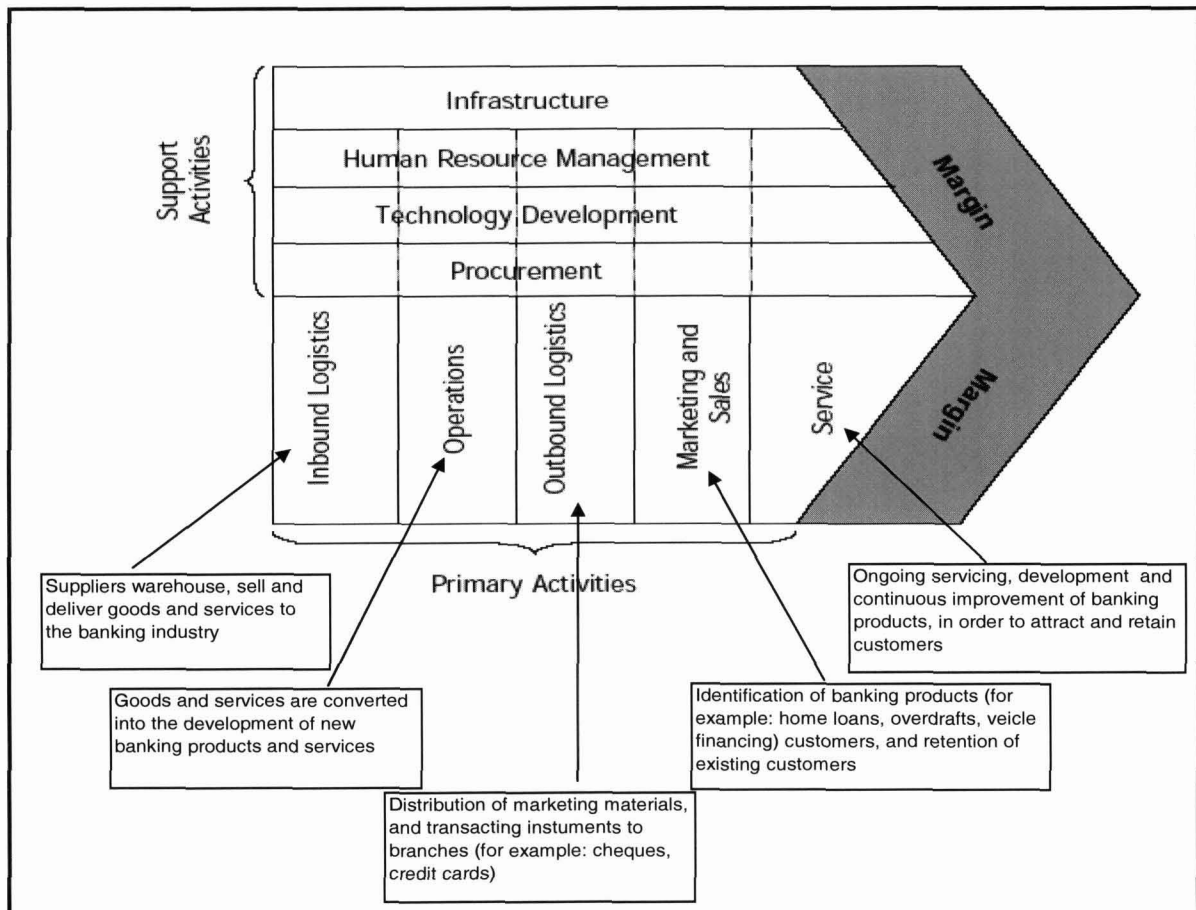 Infrastructure
Human Resource Management
Technology Development
Procurement
Support
Activities
Inbound Logistics
Operations
Outbound Logistics
Marketing and
Sales
Service
Margin
Margin
Primary Activities
Suppliers warehouse, sell and
deliver goods and services to
the banking industry
Goods and services are converted
into the development of new
banking products and services
Distribution of marketing materials,
and transacting instuments to
branches (for example: cheques,
credit cards)
Identification of banking products (for
example: home loans, overdrafts, veicle
financing) customers, and retention of
existing customers
Ongoing servicing, development and
continuous improvement of banking
products, in order to attract and retain
customers